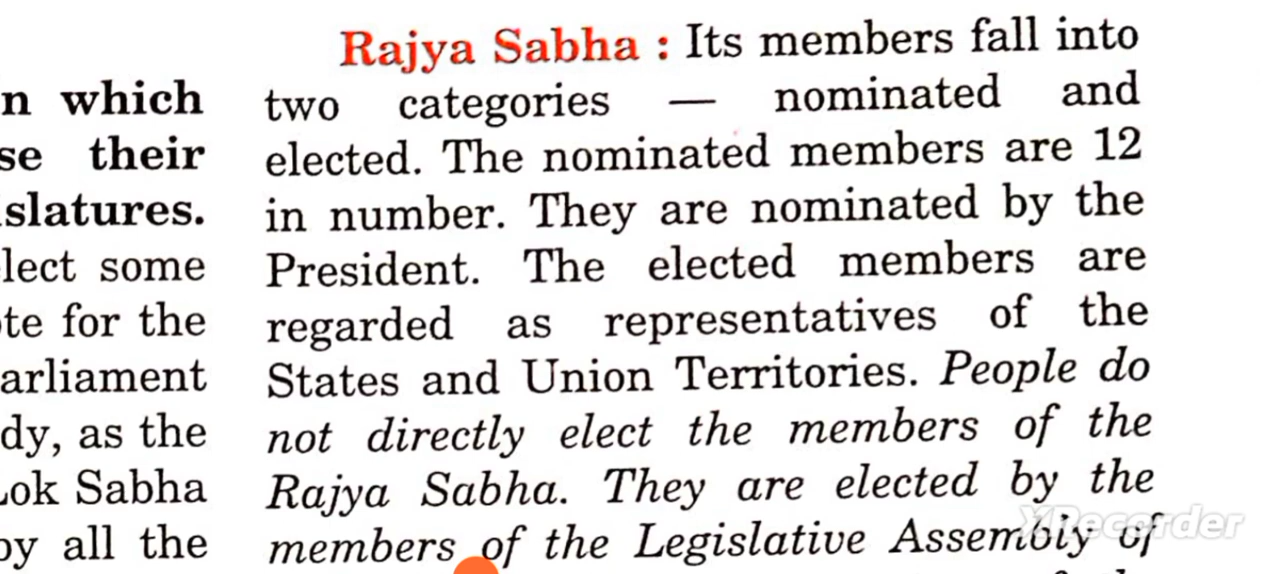 n which
se their
slatures.
lect some
te for the
arliament
dy, as the
Lok Sabha
by all the
Rajya Sabha : Its members fall into
two categories — nominated and
elected. The nominated members are 12
in number. They are nominated by the
President. The elected members are
regarded as representatives of the
States and Union Territories. People do
not directly elect the members of the
Rajya Sabha. They are elected by the
members of the Legislative Assembly of
XRecorder